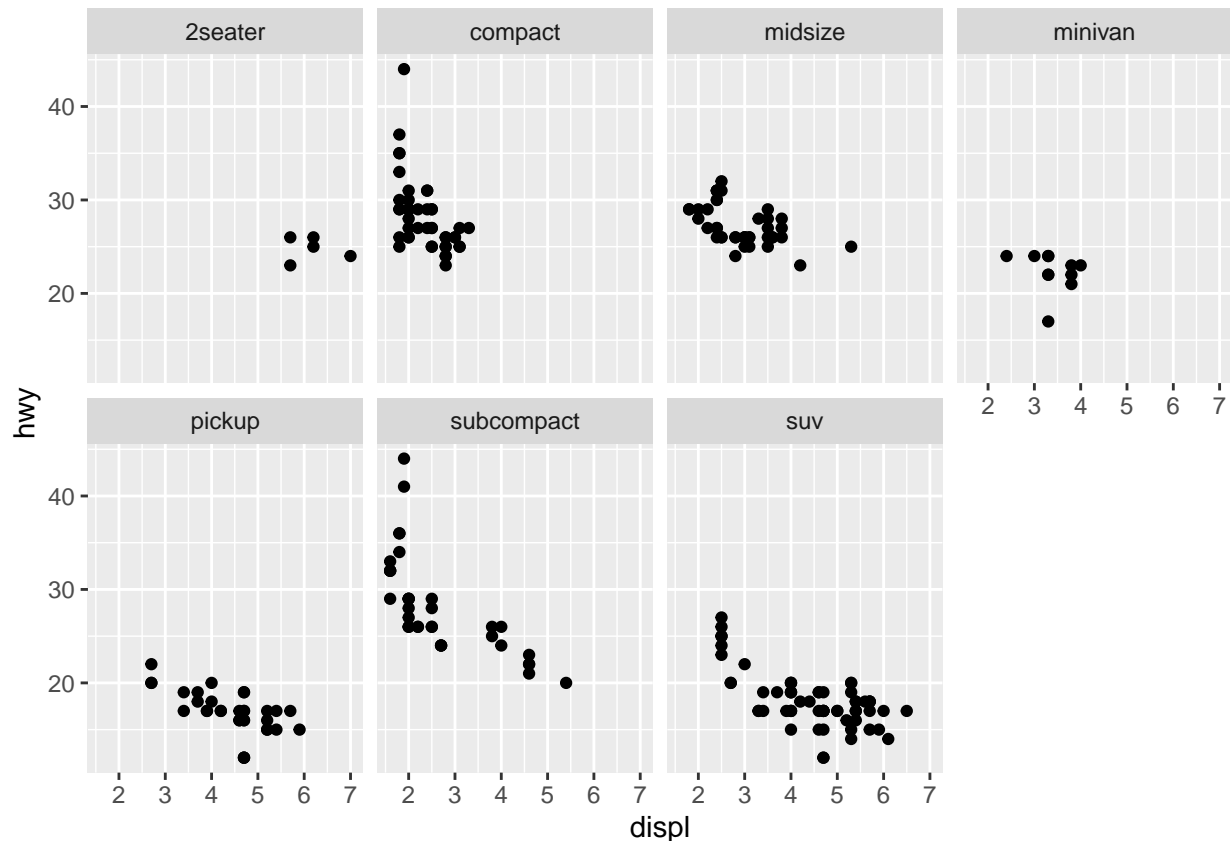 2seater compact midsize minivan
40
30
20
2 3 4 5 6 7
hwy
pickup subcompact suv
40
30
20
2 3 4 5 6 7 2 3 4 5 6 7 2 3 4 5 6 7
displ